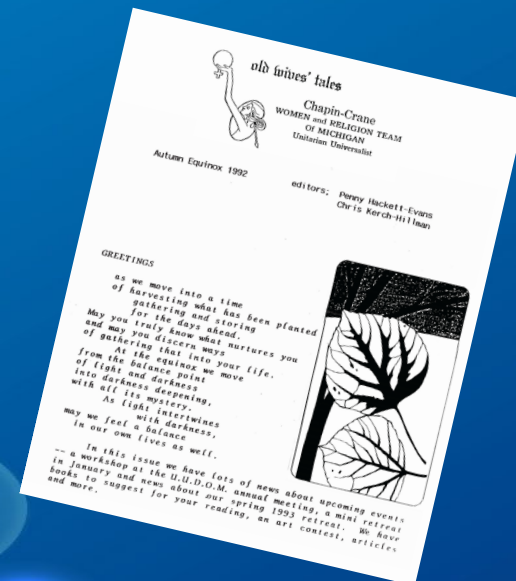 old wives' tales
Chapin-Crane
WOMEN and RELIGION TEAM
Of MICHIGAN
Unitarian Universalist
Autumn Equinox 1992
editors; Penny Hackett-Evans
Chris Kerch-Hillman
GREETINGS
as we move into a time
of harvesting what has been planted
gathering and storing
for the days ahead.
May you truly know what nurtures you
and may you discern ways
of gathering that into your life.
At the equinox we move
from the balance point
of light and darkness
into darkness deepening,
with all its mystery.
As light intertwines
with darkness,
may we feel a balance
in our own lives as well.
In this issue we have lots of news about upcoming events
-- a workshop at the U.U.D.O.M. annual meeting, a mini retreat
in January and news about our spring 1993 retreat. We have
books to suggest for your reading, an art contest, articles
and more.